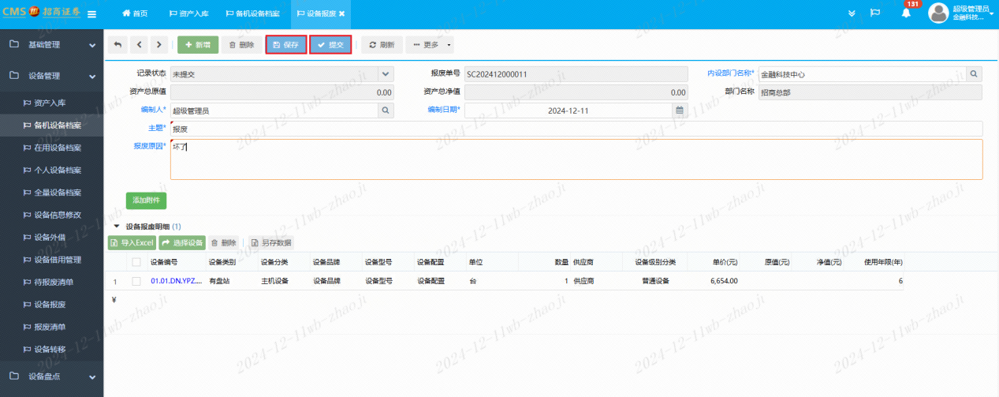 CMS 招商证券 首页 资产入库 备机设备档案 设备报废 131 超级管理员
金融科技...
基础管理 新增 删除 保存 提交 刷新 更多
设备管理
资产入库
备机设备档案
在用设备档案
个人设备档案
全量设备档案
设备信息修改
设备外借
设备借用管理
待报废清单
设备报废
报废清单
设备转移
设备盘点
记录状态 未提交 报废单号 SC202412000011 内设部门名称* 金融科技中心
资产总原值 0.00 资产总净值 0.00 部门名称 招商总部
编制人* 超级管理员 编制日期* 2024-12-11
主题* 报废
报废原因* 坏了
添加附件
设备报废明细 (1)
导入Excel 选择设备 删除 另存数据
设备编号 设备类别 设备分类 设备品牌 设备型号 设备配置 单位 数量 供应商 设备级别分类 单价(元) 原值(元) 净值(元) 使用年限(年)
1 01.01.DN.YPZ.... 有盘站 主机设备 设备品牌 设备型号 设备配置 台 1 供应商 普通设备 6,654.00 6
¥
2024-12-11wb-zhaoji